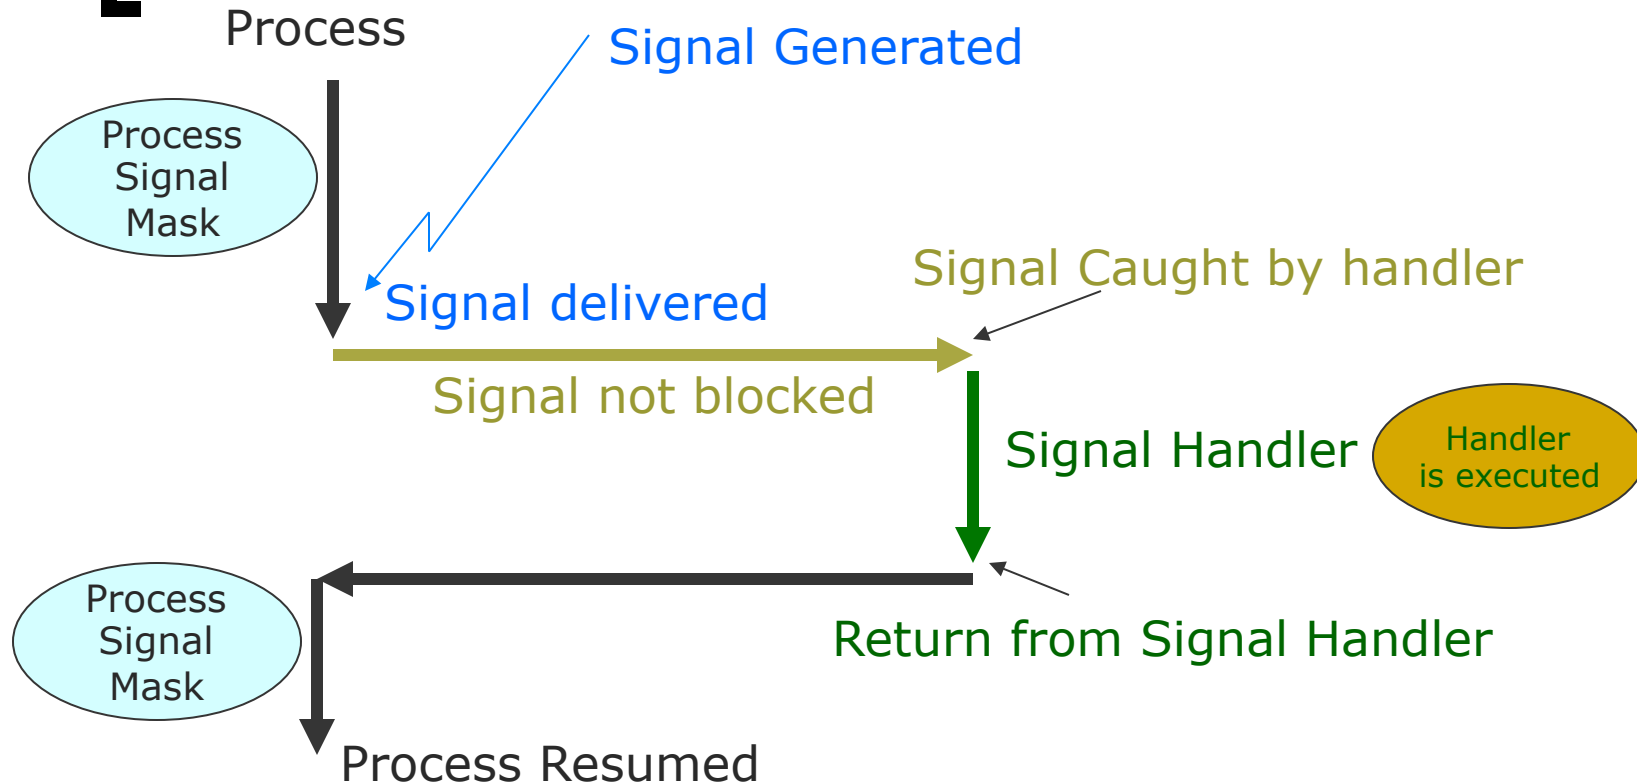 Process
Signal Generated
Process
Signal
Mask
Signal Caught by handler
Signal delivered
Signal not blocked
Signal Handler
Handler
is executed
Process
Signal
Mask
Return from Signal Handler
Process Resumed